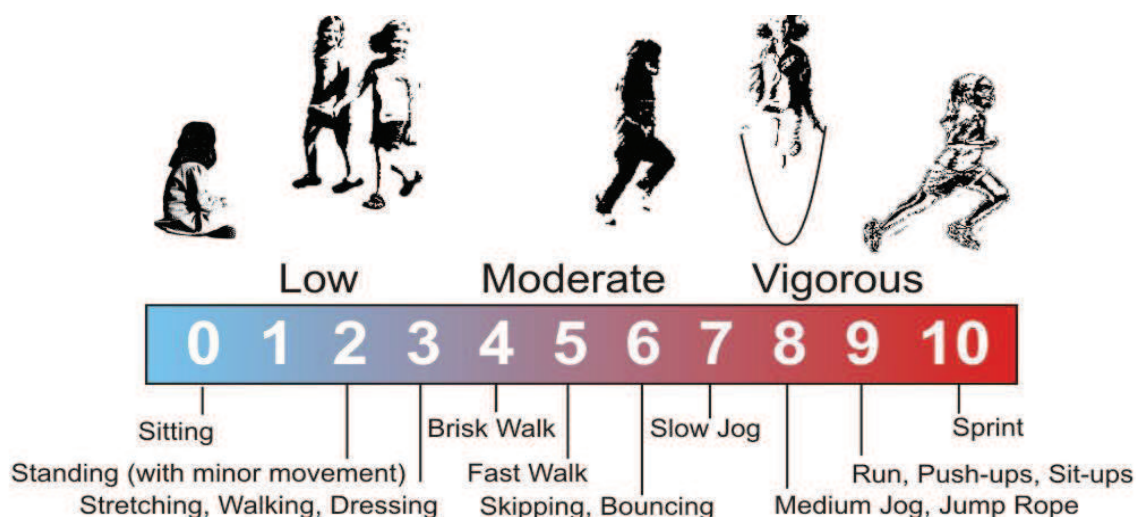 Low Moderate Vigorous
0 1 2 3 4 5 6 7 8 9 10
Sitting Brisk Walk Slow Jog Sprint
Standing (with minor movement) Fast Walk Run, Push-ups, Sit-ups
Stretching, Walking, Dressing Skipping, Bouncing Medium Jog, Jump Rope